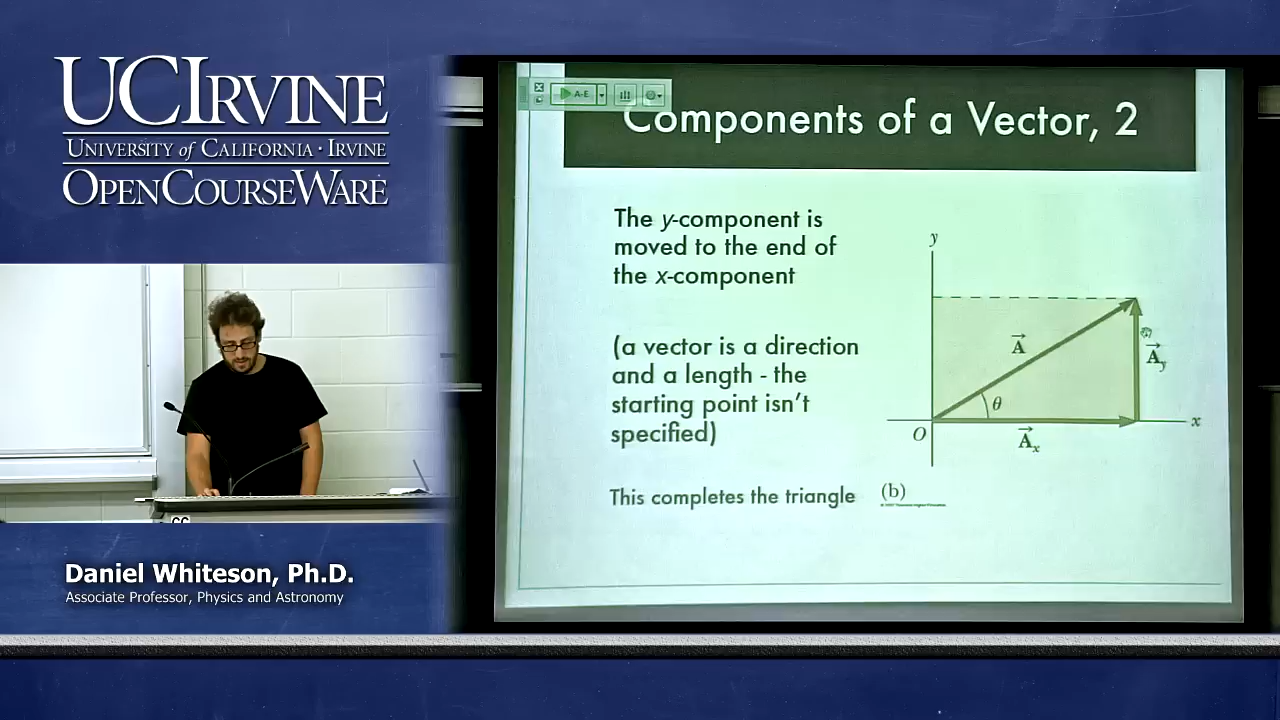 UCIRVINE
UNIVERSITY of CALIFORNIA · IRVINE
OPENCOURSEWARE
Daniel Whiteson, Ph.D.
Associate Professor, Physics and Astronomy
A-E
Components of a Vector, 2
The y-component is
moved to the end of
the x-component
(a vector is a direction
and a length - the
starting point isn't
specified)
This completes the triangle
y
A
A y
θ
O
x
A x
(b)